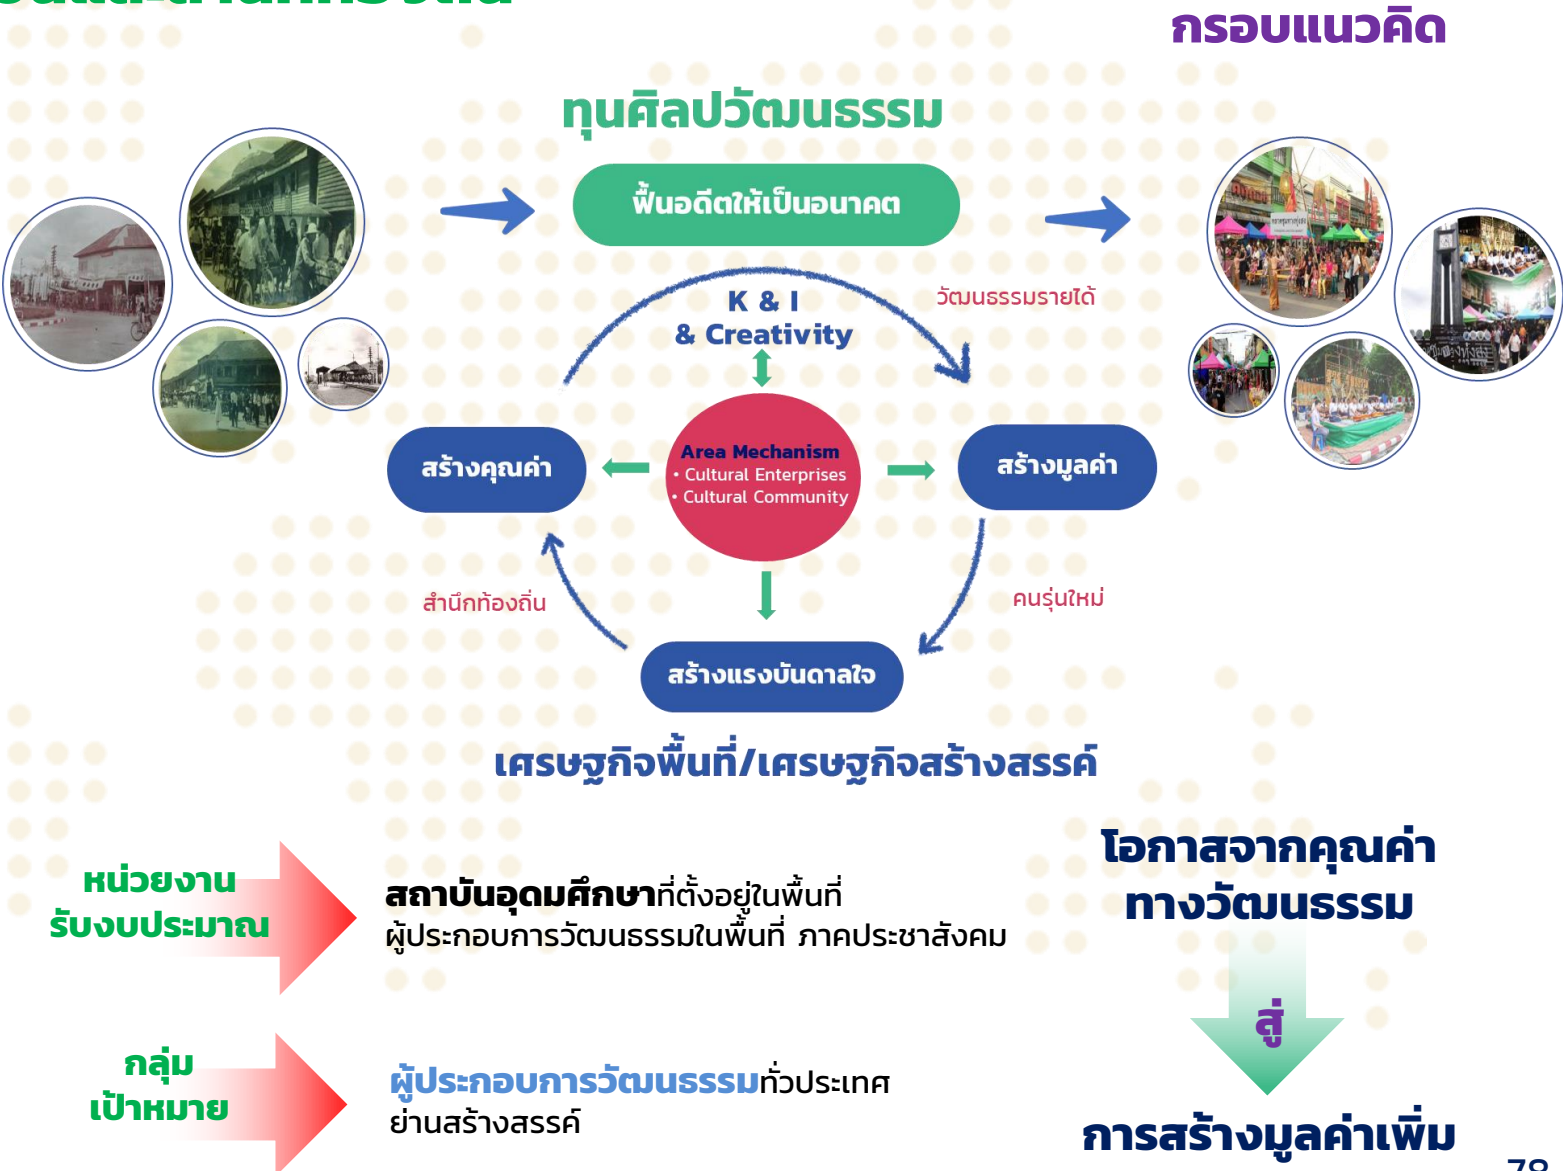 กรอบแนวคิด
ทุนศิลปวัฒนธรรม
ฟื้นอดีตให้เป็นอนาคต
K & I
& Creativity
วัฒนธรรมรายได้
สร้างคุณค่า
Area Mechanism
• Cultural Enterprises
• Cultural Community
สร้างมูลค่า
สำนึกท้องถิ่น
คนรุ่นใหม่
สร้างแรงบันดาลใจ
เศรษฐกิจพื้นที่/เศรษฐกิจสร้างสรรค์
หน่วยงาน
รับงบประมาณ
สถาบันอุดมศึกษาที่ตั้งอยู่ในพื้นที่
ผู้ประกอบการวัฒนธรรมในพื้นที่ ภาคประชาสังคม
กลุ่ม
เป้าหมาย
ผู้ประกอบการวัฒนธรรมทั่วประเทศ
ย่านสร้างสรรค์
โอกาสจากคุณค่า
ทางวัฒนธรรม
สู่
การสร้างมูลค่าเพิ่ม
78